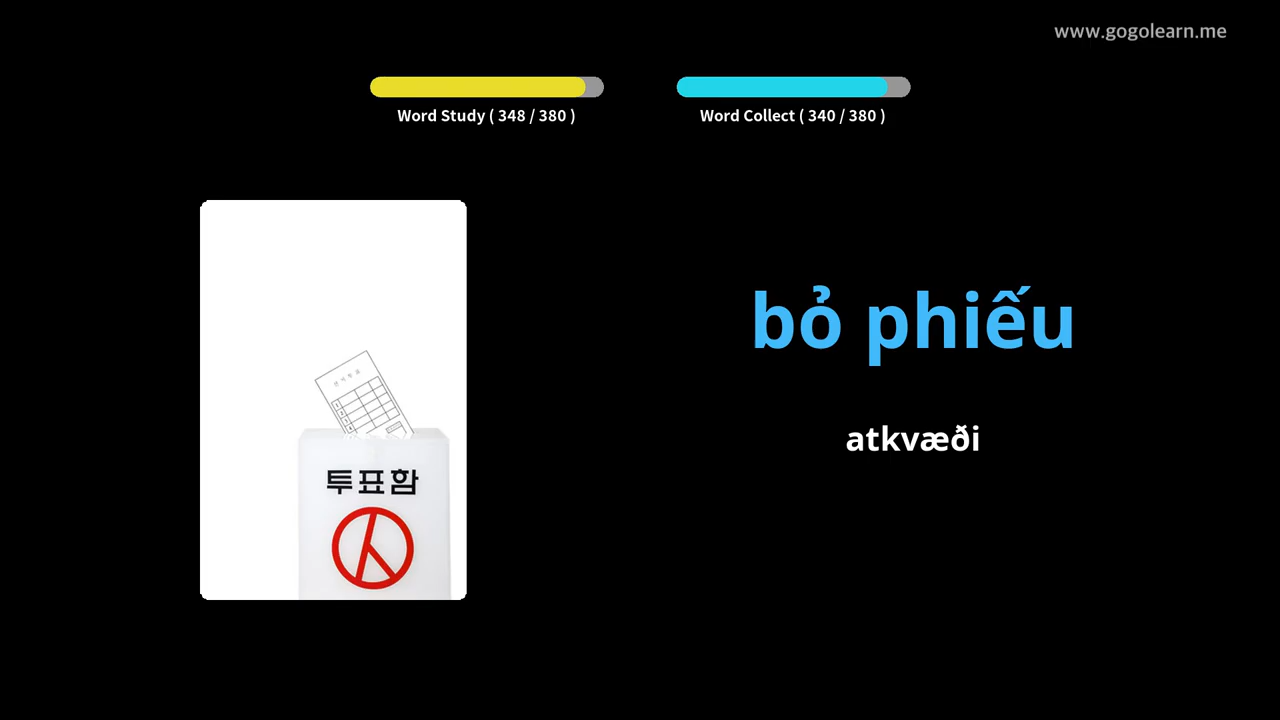 www.gogolearn.me
Word Study ( 348 / 380 )
Word Collect ( 340 / 380 )
bỏ phiếu
atkvæði
투표함